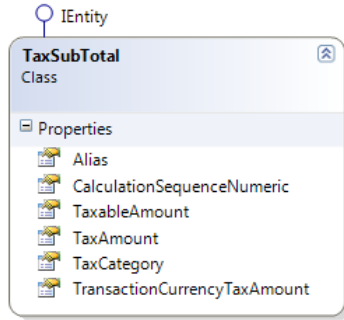 IEntity
TaxSubTotal
Class
Properties
Alias
CalculationSequenceNumeric
TaxableAmount
TaxAmount
TaxCategory
TransactionCurrencyTaxAmount